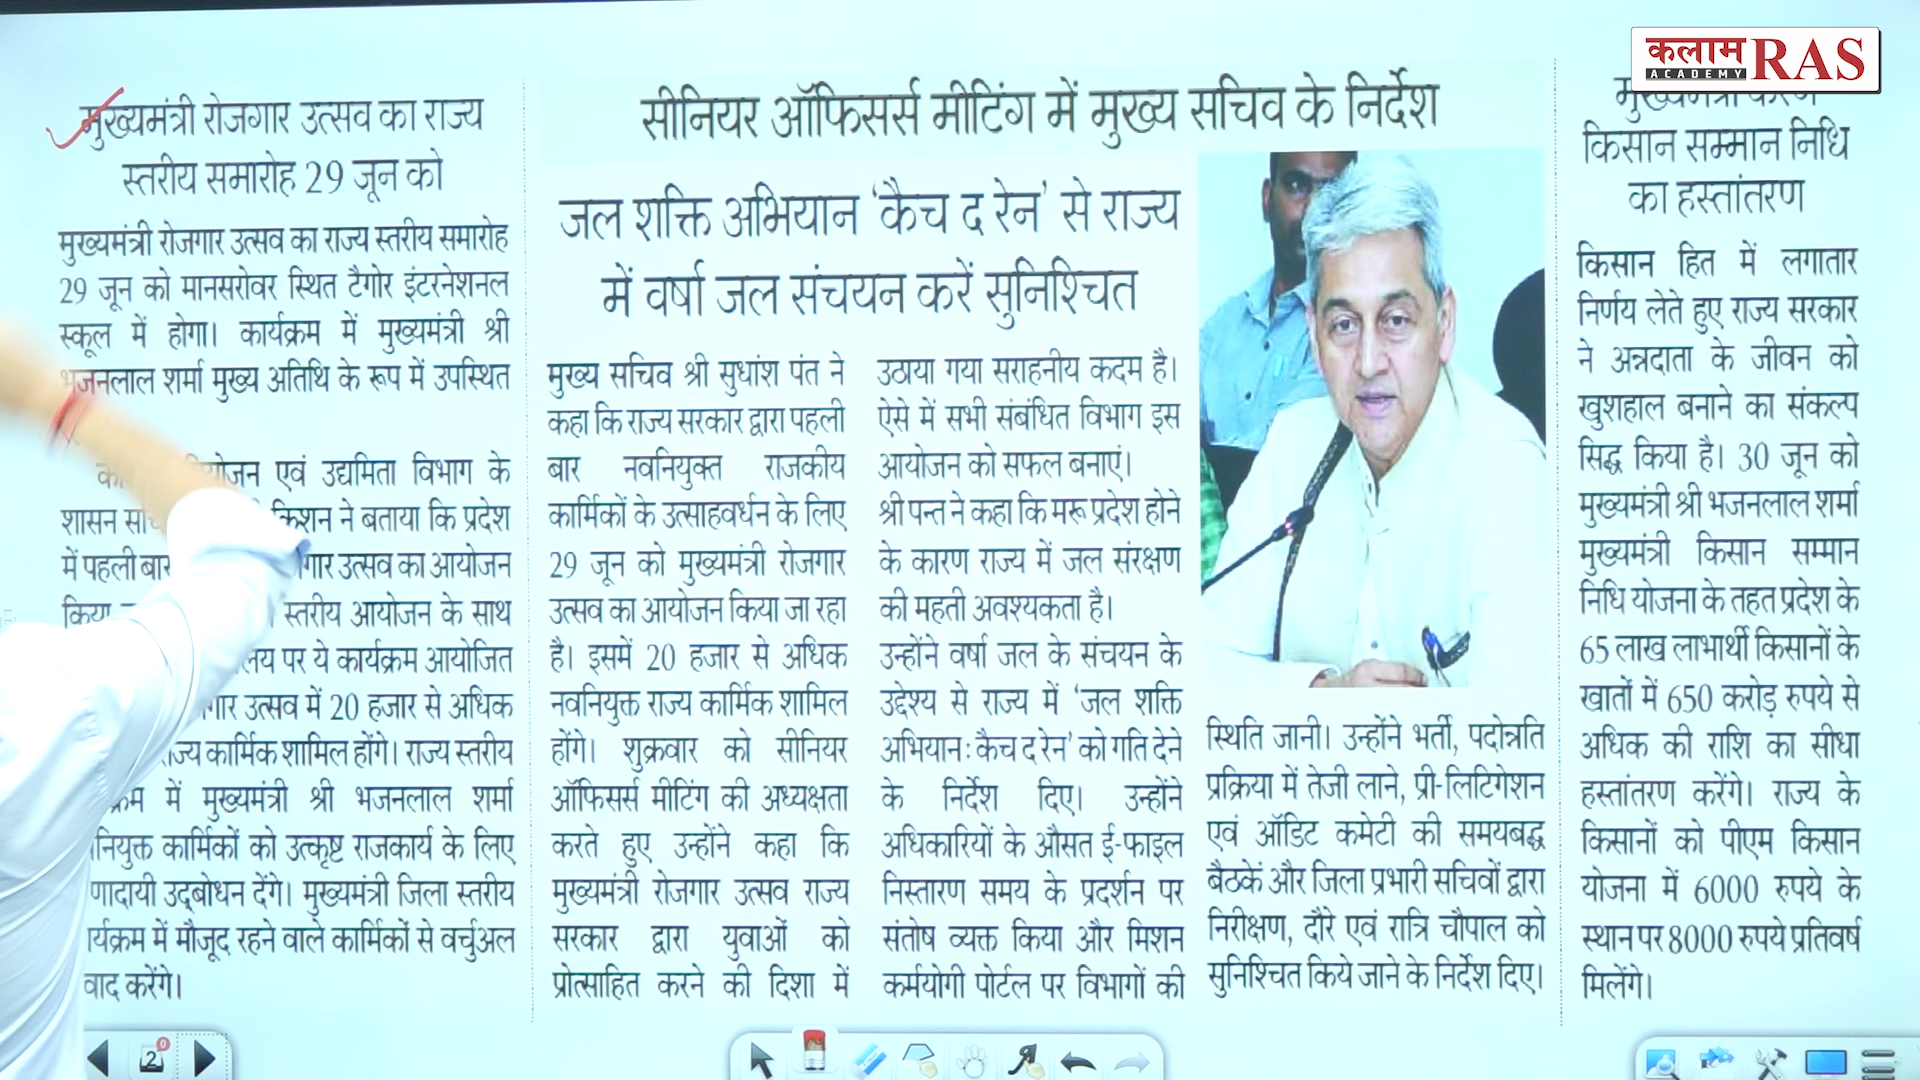 कलाम RAS
ACADEMY
मुख्यमंत्री रोजगार उत्सव का राज्य
स्तरीय समारोह 29 जून को
मुख्यमंत्री रोजगार उत्सव का राज्य स्तरीय समारोह
29 जून को मानसरोवर स्थित टैगोर इंटरनेशनल
स्कूल में होगा। कार्यक्रम में मुख्यमंत्री श्री
भजनलाल शर्मा मुख्य अतिथि के रूप में उपस्थित
एवं उद्यमिता विभाग के
शासन किशन ने बताया कि प्रदेश
में पहली बार उत्सव का आयोजन
स्तरीय आयोजन के साथ
पर ये कार्यक्रम आयोजित
उत्सव में 20 हजार से अधिक
कार्मिक शामिल होंगे। राज्य स्तरीय
में मुख्यमंत्री श्री भजनलाल शर्मा
कार्मिकों को उत्कृष्ट राजकार्य के लिए
उद्बोधन देंगे। मुख्यमंत्री जिला स्तरीय
में मौजूद रहने वाले कार्मिकों से वर्चुअल
करेंगे।
सीनियर ऑफिसर्स मीटिंग में मुख्य सचिव के निर्देश
जल शक्ति अभियान 'कैच द रेन' से राज्य
में वर्षा जल संचयन करें सुनिश्चित
मुख्य सचिव श्री सुधांश पंत ने
कहा कि राज्य सरकार द्वारा पहली
बार नवनियुक्त राजकीय
कार्मिकों के उत्साहवर्धन के लिए
29 जून को मुख्यमंत्री रोजगार
उत्सव का आयोजन किया जा रहा
है। इसमें 20 हजार से अधिक
नवनियुक्त राज्य कार्मिक शामिल
होंगे। शुक्रवार को सीनियर
ऑफिसर्स मीटिंग की अध्यक्षता
करते हुए उन्होंने कहा कि
मुख्यमंत्री रोजगार उत्सव राज्य
सरकार द्वारा युवाओं को
प्रोत्साहित करने की दिशा में
उठाया गया सराहनीय कदम है।
ऐसे में सभी संबंधित विभाग इस
आयोजन को सफल बनाएं।
श्री पन्त ने कहा कि मरू प्रदेश होने
के कारण राज्य में जल संरक्षण
की महती अवश्यकता है।
उन्होंने वर्षा जल के संचयन के
उद्देश्य से राज्य में 'जल शक्ति
अभियान: कैच द रेन' को गति देने
के निर्देश दिए। उन्होंने
अधिकारियों के औसत ई-फाइल
निस्तारण समय के प्रदर्शन पर
संतोष व्यक्त किया और मिशन
कर्मयोगी पोर्टल पर विभागों की
स्थिति जानी। उन्होंने भर्ती, पदोन्नति
प्रक्रिया में तेजी लाने, प्री-लिटिगेशन
एवं ऑडिट कमेटी की समयबद्ध
बैठकें और जिला प्रभारी सचिवों द्वारा
निरीक्षण, दौरे एवं रात्रि चौपाल को
सुनिश्चित किये जाने के निर्देश दिए।
किसान सम्मान निधि
का हस्तांतरण
किसान हित में लगातार
निर्णय लेते हुए राज्य सरकार
ने अन्नदाता के जीवन को
खुशहाल बनाने का संकल्प
सिद्ध किया है। 30 जून को
मुख्यमंत्री श्री भजनलाल शर्मा
मुख्यमंत्री किसान सम्मान
निधि योजना के तहत प्रदेश के
65 लाख लाभार्थी किसानों के
खातों में 650 करोड़ रुपये से
अधिक की राशि का सीधा
हस्तांतरण करेंगे। राज्य के
किसानों को पीएम किसान
योजना में 6000 रुपये के
स्थान पर 8000 रुपये प्रतिवर्ष
मिलेंगे।
2
0